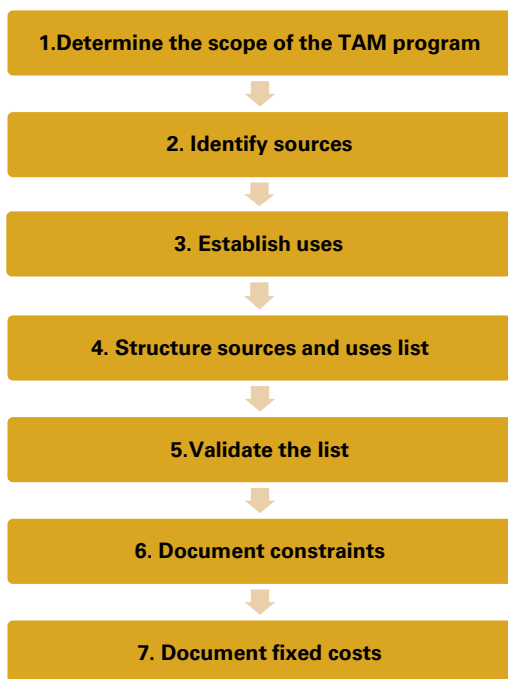 1.Determine the scope of the TAM program
2. Identify sources
3. Establish uses
4. Structure sources and uses list
5.Validate the list
6. Document constraints
7. Document fixed costs